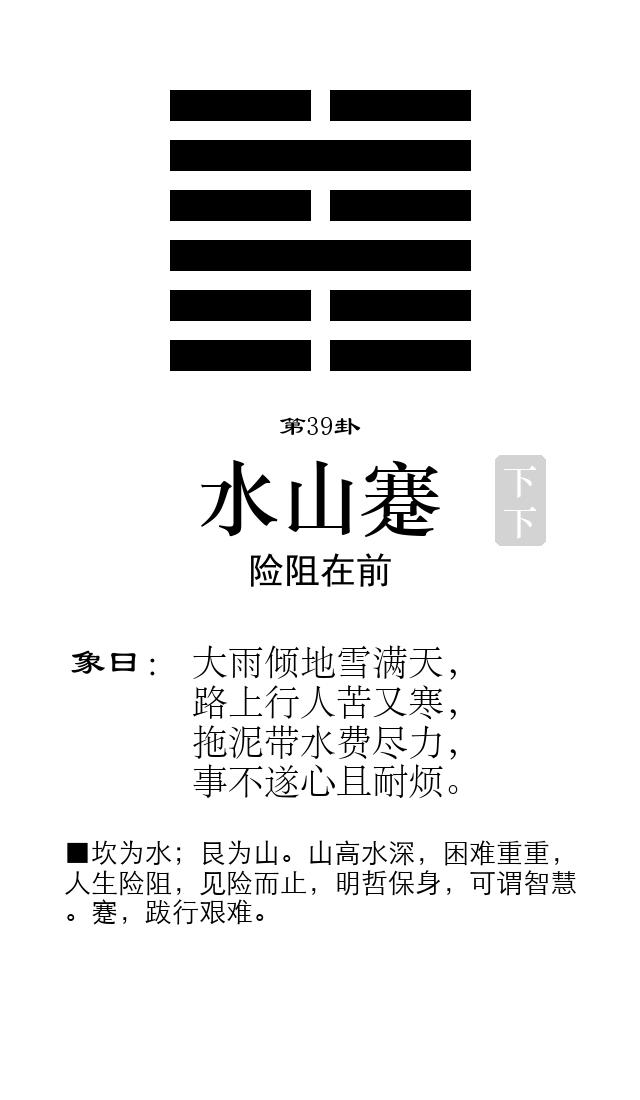 第39卦
水山蹇
下下
险阻在前
象曰：大雨倾地雪满天，
路上行人苦又寒，
拖泥带水费尽力，
事不遂心且耐烦。
■坎为水；艮为山。山高水深，困难重重，
人生险阻，见险而止，明哲保身，可谓智慧
。蹇，跋行艰难。